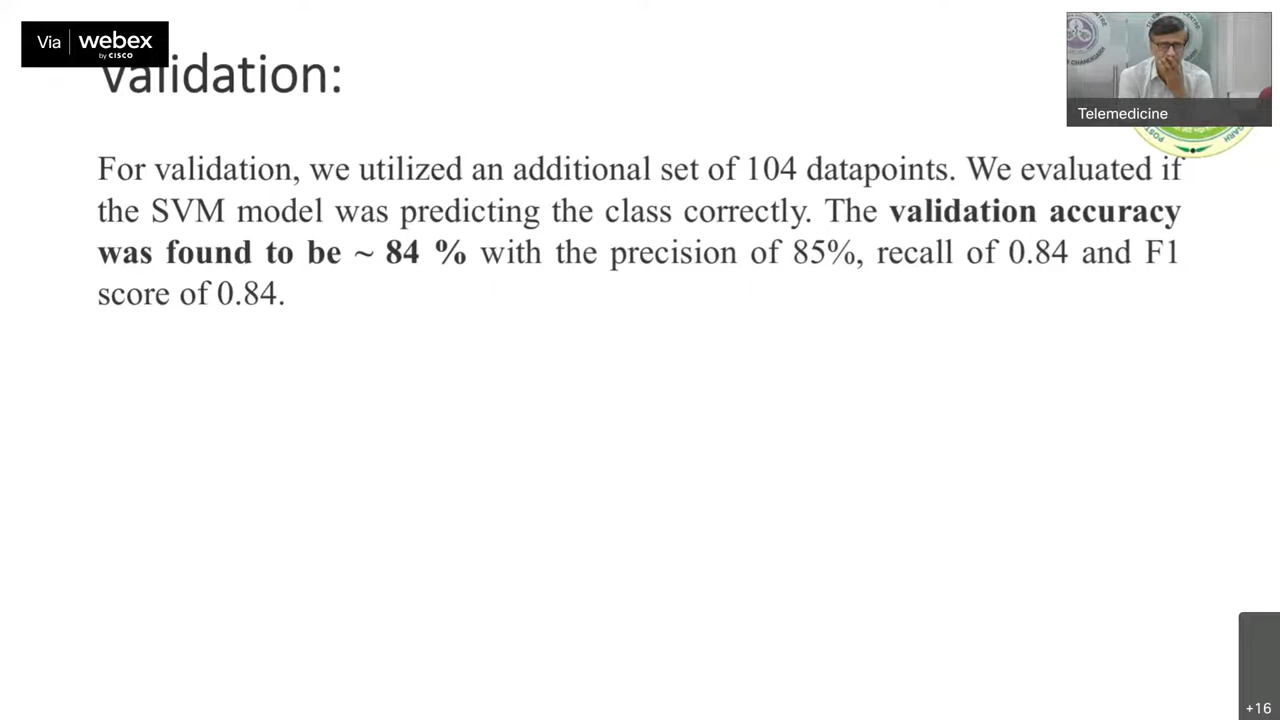 Via webex
by CISCO
Validation:
Telemedicine
For validation, we utilized an additional set of 104 datapoints. We evaluated if
the SVM model was predicting the class correctly. The validation accuracy
was found to be ~ 84 % with the precision of 85%, recall of 0.84 and F1
score of 0.84.
+16